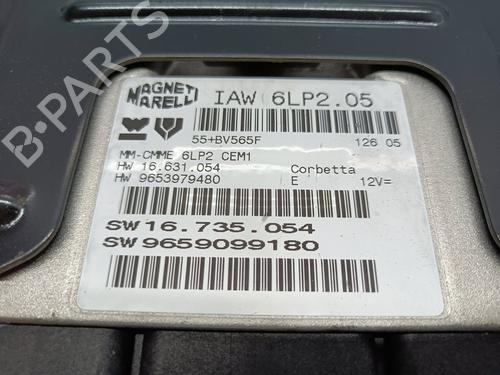 MAGNETI MARELLI
IAW 6LP2.05
55+BV565F
126 05
MM-CMME 6LP2 CEM1
HW 16.631.054
Corbetta
HW 9653979480
E
12V=
SW 16.735.054
SW 9659099180
B-PARTS